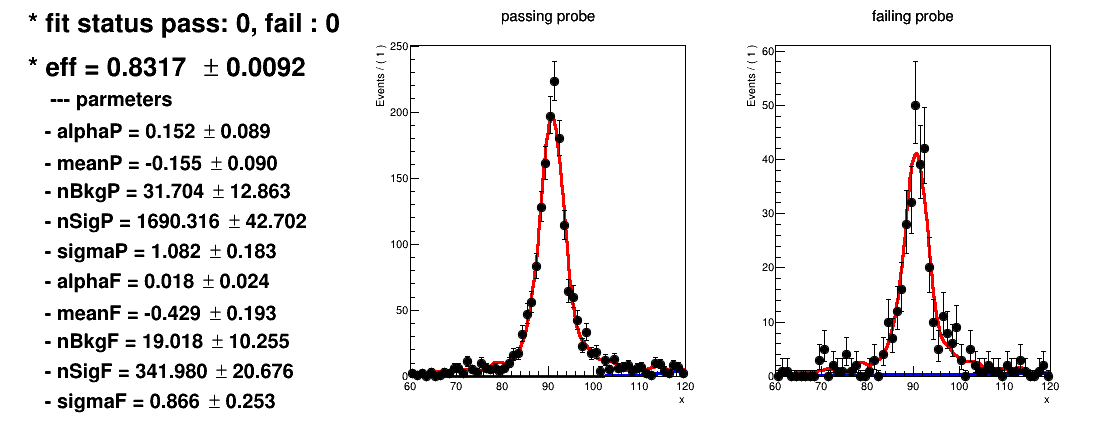 * fit status pass: 0, fail : 0
* eff = 0.8317 ± 0.0092
--- parmeters
- alphaP = 0.152 ± 0.089
- meanP = -0.155 ± 0.090
- nBkgP = 31.704 ± 12.863
- nSigP = 1690.316 ± 42.702
- sigmaP = 1.082 ± 0.183
- alphaF = 0.018 ± 0.024
- meanF = -0.429 ± 0.193
- nBkgF = 19.018 ± 10.255
- nSigF = 341.980 ± 20.676
- sigmaF = 0.866 ± 0.253
passing probe
Events / ( 1 )
250
200
150
100
50
0
60 70 80 90 100 110 120
x
failing probe
Events / ( 1 )
60
50
40
30
20
10
0
60 70 80 90 100 110 120
x